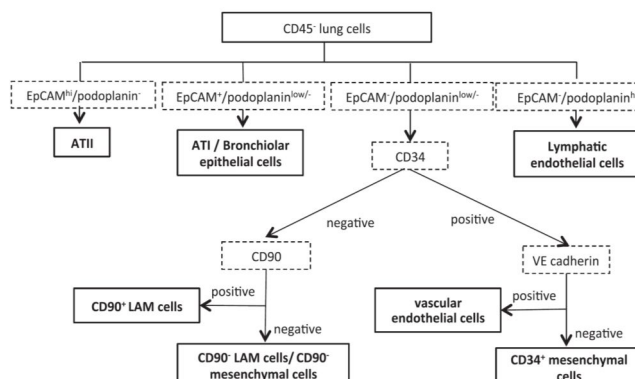 CD45⁻ lung cells
EpCAMʰⁱ/podoplanin⁻
EpCAM⁺/podoplaninˡᵒʷ/⁻
EpCAM⁻/podoplaninˡᵒʷ/⁻
EpCAM⁻/podoplaninʰ
ATII
ATI / Bronchiolar
epithelial cells
CD34
Lymphatic
endothelial cells
negative
positive
CD90
VE cadherin
positive
positive
CD90⁺ LAM cells
vascular
endothelial cells
negative
negative
CD90⁻ LAM cells/ CD90⁻
mesenchymal cells
CD34⁺ mesenchymal
cells